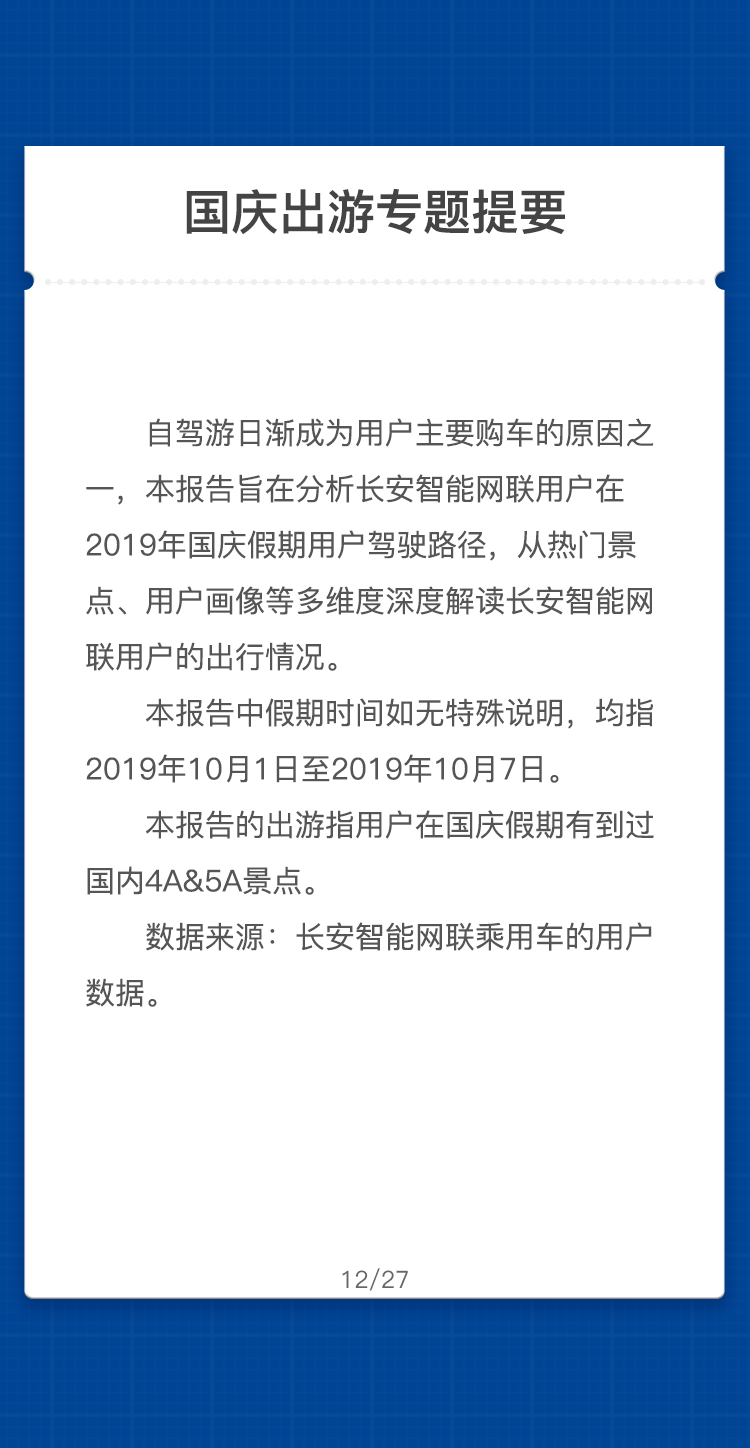 国庆出游专题提要
自驾游日渐成为用户主要购车的原因之
一，本报告旨在分析长安智能网联用户在
2019年国庆假期用户驾驶路径，从热门景
点、用户画像等多维度深度解读长安智能网
联用户的出行情况。
本报告中假期时间如无特殊说明，均指
2019年10月1日至2019年10月7日。
本报告的出游指用户在国庆假期有到过
国内4A&5A景点。
数据来源：长安智能网联乘用车的用户
数据。
12/27